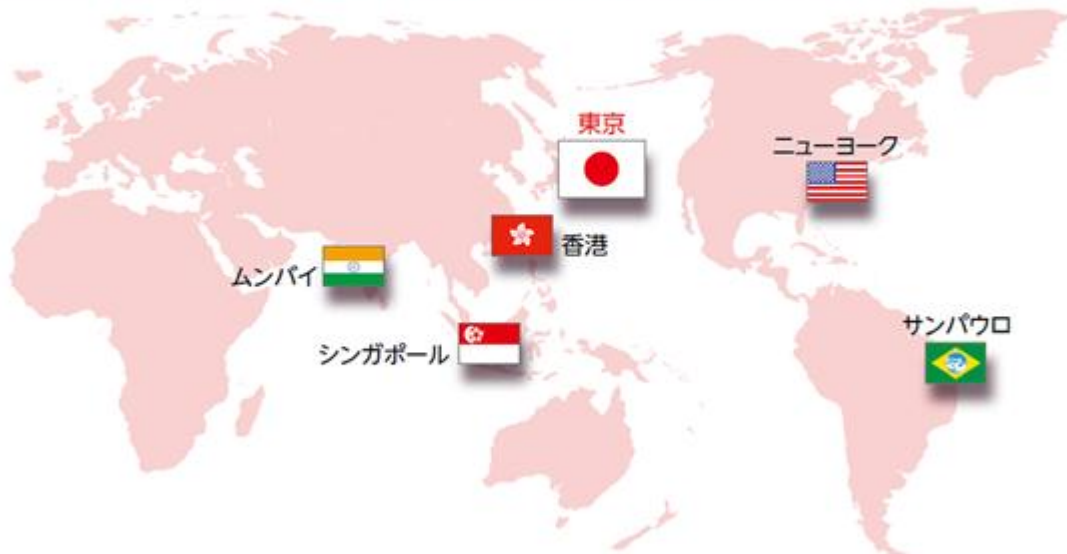 東京
ニューヨーク
香港
ムンバイ
サンパウロ
シンガポール